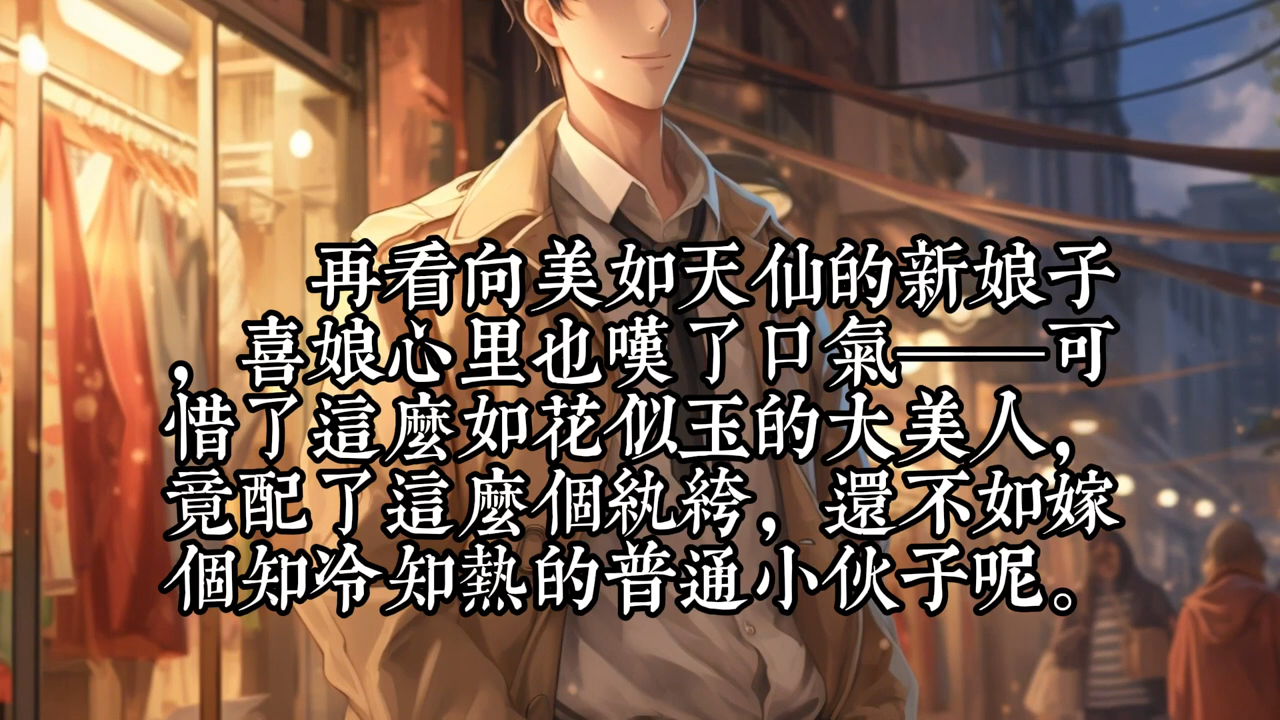 再看向美如天仙的新娘子
，喜娘心里也嘆了口氣——可
惜了這麼如花似玉的大美人，
竟配了這麼個紈絝，還不如嫁
個知冷知熱的普通小伙子呢。